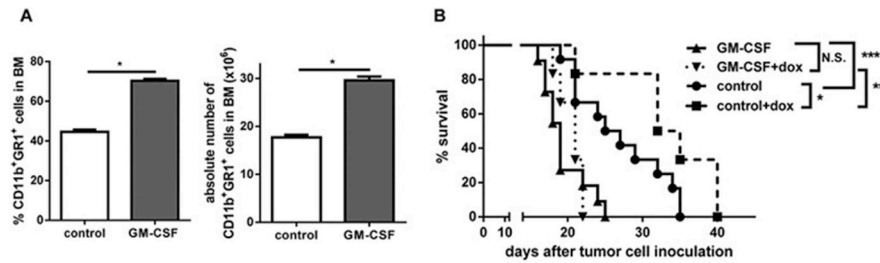 A
B
% CD11b⁺GR1⁺ cells in BM
80
60
40
20
0
*
control
GM-CSF
absolute number of
CD11b⁺GR1⁺ cells in BM (x10⁶)
30
20
10
0
*
control
GM-CSF
% survival
100
80
60
40
20
0
0
10
20
30
40
days after tumor cell inoculation
GM-CSF
GM-CSF+dox
control
control+dox
N.S.
*